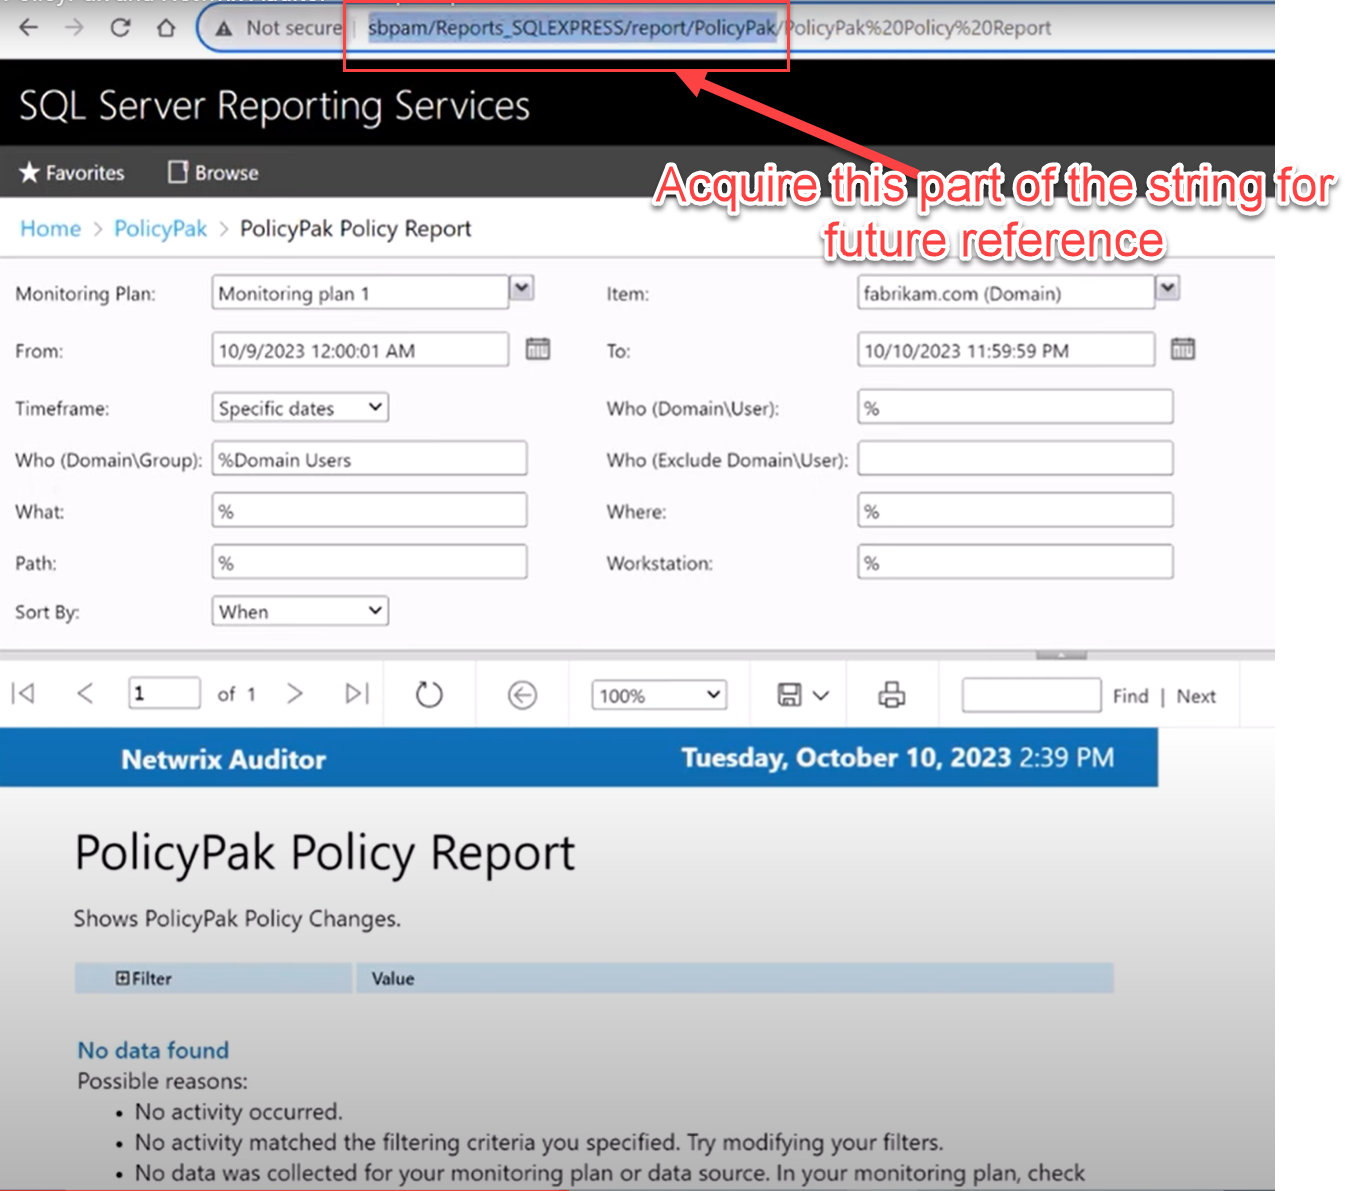 Not secure sbpam/Reports_SQLEXPRESS/report/PolicyPak/PolicyPak%20Policy%20Report
SQL Server Reporting Services
Favorites Browse
Acquire this part of the string for
future reference
Home > PolicyPak > PolicyPak Policy Report
Monitoring Plan: Monitoring plan 1 Item: fabrikam.com (Domain)
From: 10/9/2023 12:00:01 AM To: 10/10/2023 11:59:59 PM
Timeframe: Specific dates Who (Domain\User): %
Who (Domain\Group): %Domain Users Who (Exclude Domain\User):
What: % Where: %
Path: % Workstation: %
Sort By: When
1 of 1 100% Find | Next
Netwrix Auditor Tuesday, October 10, 2023 2:39 PM
PolicyPak Policy Report
Shows PolicyPak Policy Changes.
Filter Value
No data found
Possible reasons:
• No activity occurred.
• No activity matched the filtering criteria you specified. Try modifying your filters.
• No data was collected for your monitoring plan or data source. In your monitoring plan, check